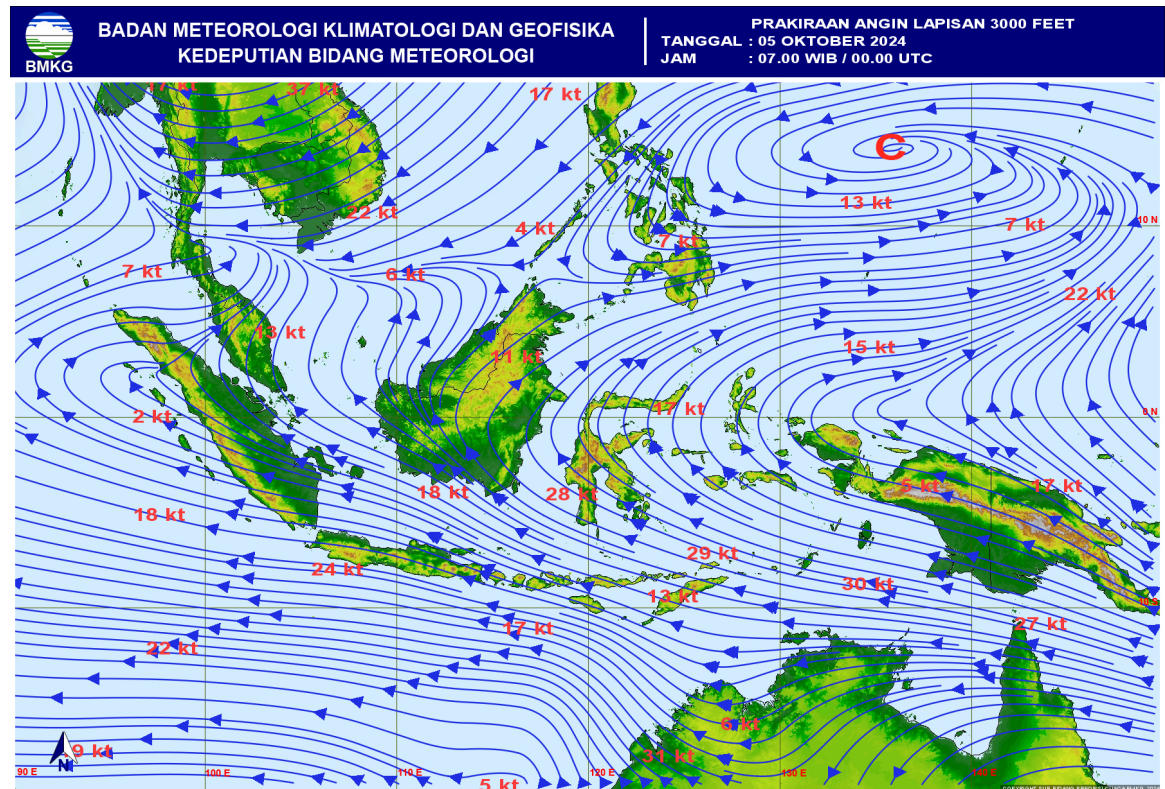 BMKG
BADAN METEOROLOGI KLIMATOLOGI DAN GEOFISIKA
KEDEPUTIAN BIDANG METEOROLOGI
PRAKIRAAN ANGIN LAPISAN 3000 FEET
TANGGAL : 05 OKTOBER 2024
JAM : 07.00 WIB / 00.00 UTC
17 kt
37 kt
17 kt
C
22 kt
13 kt
4 kt
7 kt
10 N
7 kt
7 kt
6 kt
22 kt
13 kt
15 kt
11 kt
2 kt
17 kt
0 N
18 kt
28 kt
5 kt
17 kt
18 kt
24 kt
29 kt
13 kt
30 kt
10 S
17 kt
27 kt
22 kt
6 kt
9 kt
31 kt
N
90 E
100 E
110 E
5 kt
120 E
130 E
140 E